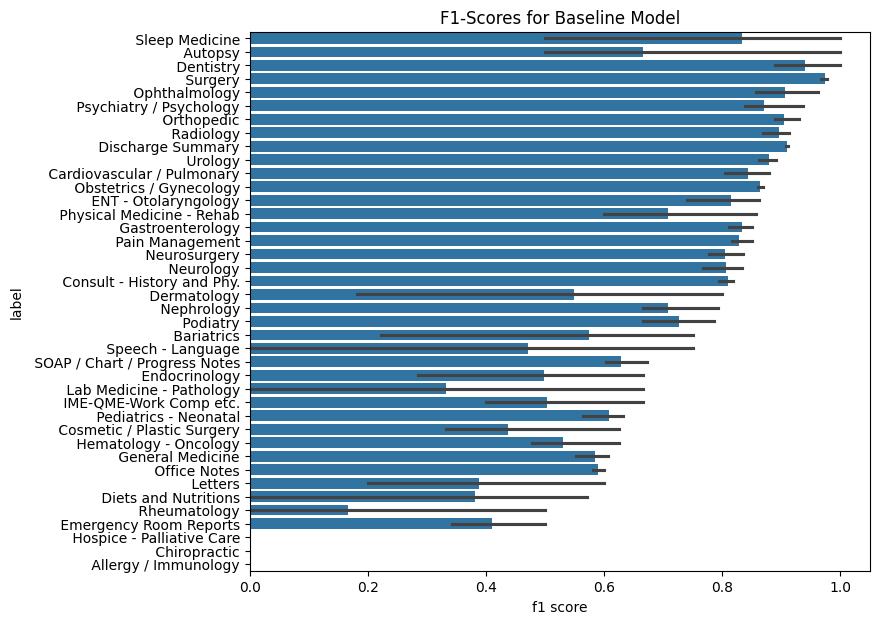 F1-Scores for Baseline Model
label
Sleep Medicine
Autopsy
Dentistry
Surgery
Ophthalmology
Psychiatry / Psychology
Orthopedic
Radiology
Discharge Summary
Urology
Cardiovascular / Pulmonary
Obstetrics / Gynecology
ENT - Otolaryngology
Physical Medicine - Rehab
Gastroenterology
Pain Management
Neurosurgery
Neurology
Consult - History and Phy.
Dermatology
Nephrology
Podiatry
Bariatrics
Speech - Language
SOAP / Chart / Progress Notes
Endocrinology
Lab Medicine - Pathology
IME-QME-Work Comp etc.
Pediatrics - Neonatal
Cosmetic / Plastic Surgery
Hematology - Oncology
General Medicine
Office Notes
Letters
Diets and Nutritions
Rheumatology
Emergency Room Reports
Hospice - Palliative Care
Chiropractic
Allergy / Immunology
0.0 0.2 0.4 0.6 0.8 1.0
f1 score